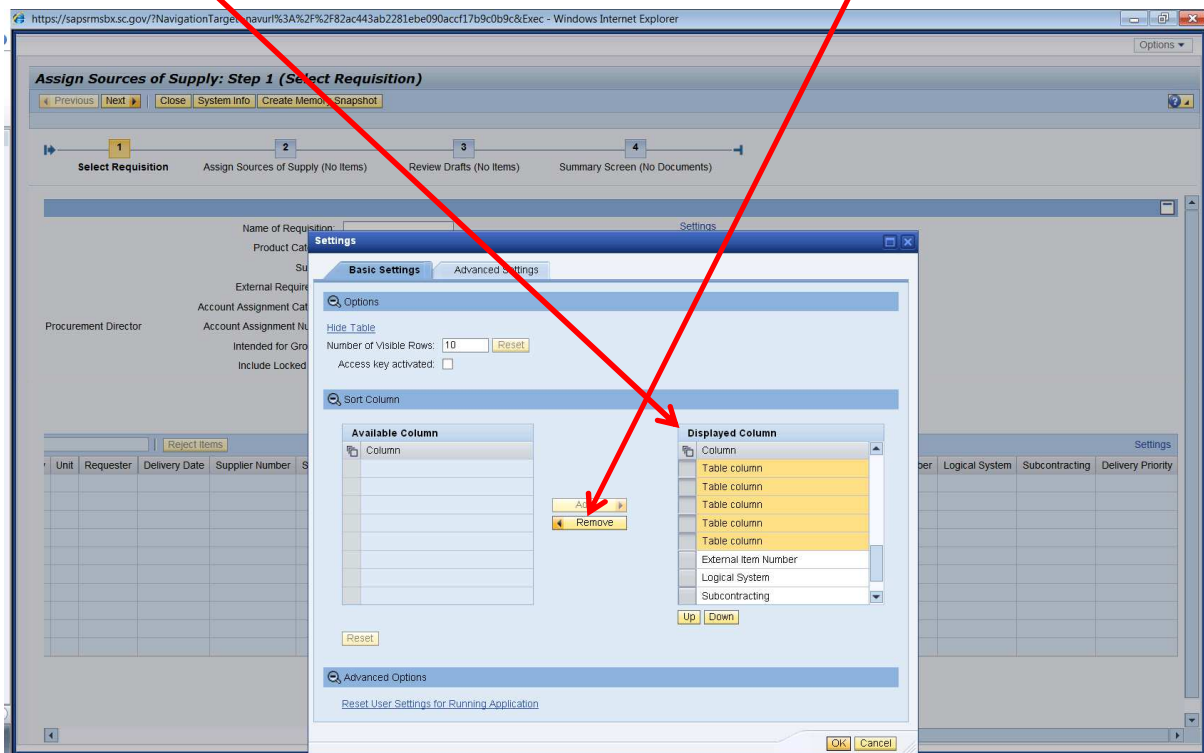 https://sapsrmsbx.sc.gov/?NavigationTarget=navurl%3A%2F%2F82ac443ab2281ebe090accf17b9c0b9c&Exec - Windows Internet Explorer
Options
Assign Sources of Supply: Step 1 (Select Requisition)
Previous Next Close System Info Create Memory Snapshot
1 2 3 4
Select Requisition Assign Sources of Supply (No Items) Review Drafts (No Items) Summary Screen (No Documents)
Name of Requisition: Settings
Product Cat
Su
External Require
Account Assignment Cat
Procurement Director Account Assignment Nu
Intended for Gro
Include Locked
Settings
Basic Settings Advanced Settings
Options
Hide Table
Number of Visible Rows: 10 Reset
Access key activated:
Sort Column
Available Column Displayed Column
Column Column
Table column
Table column
Table column
Table column
Table column
External Item Number
Logical System
Subcontracting
Remove
Up Down
Reset
Advanced Options
Reset User Settings for Running Application
OK Cancel
Reject Items Settings
Unit Requester Delivery Date Supplier Number S
ber Logical System Subcontracting Delivery Priority